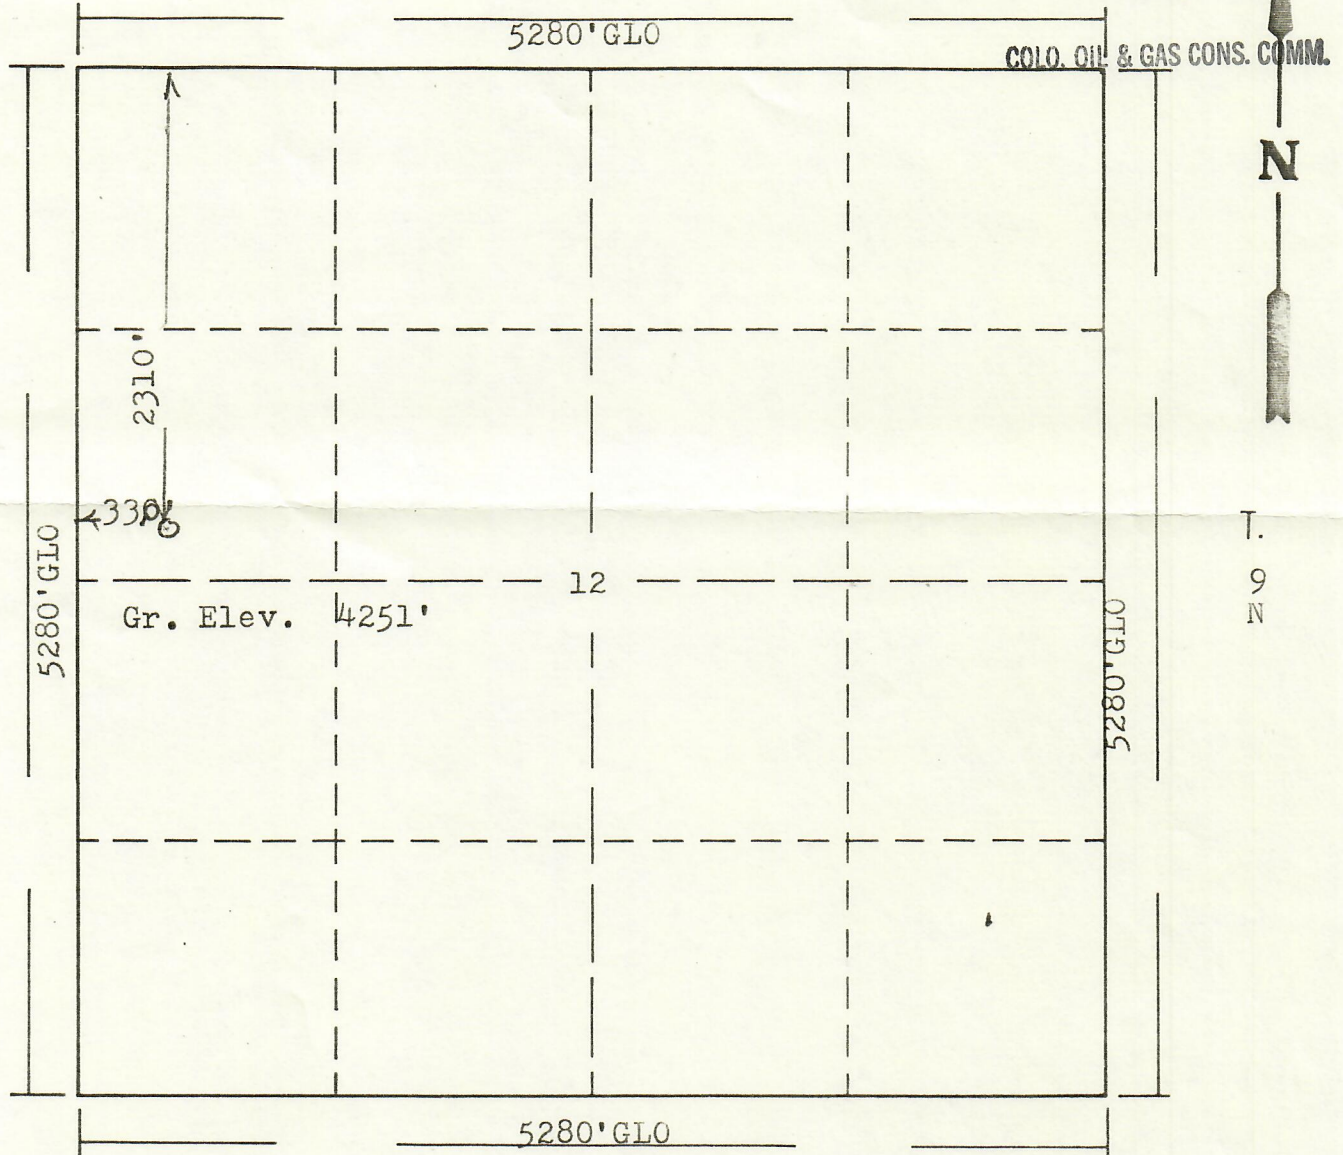 5280'GLO
COLO. OIL & GAS CONS. COMM.
N
2310'
330'
T.
9
N
5280'GLO
12
Gr. Elev. 4251'
5280'GLO
5280'GLO